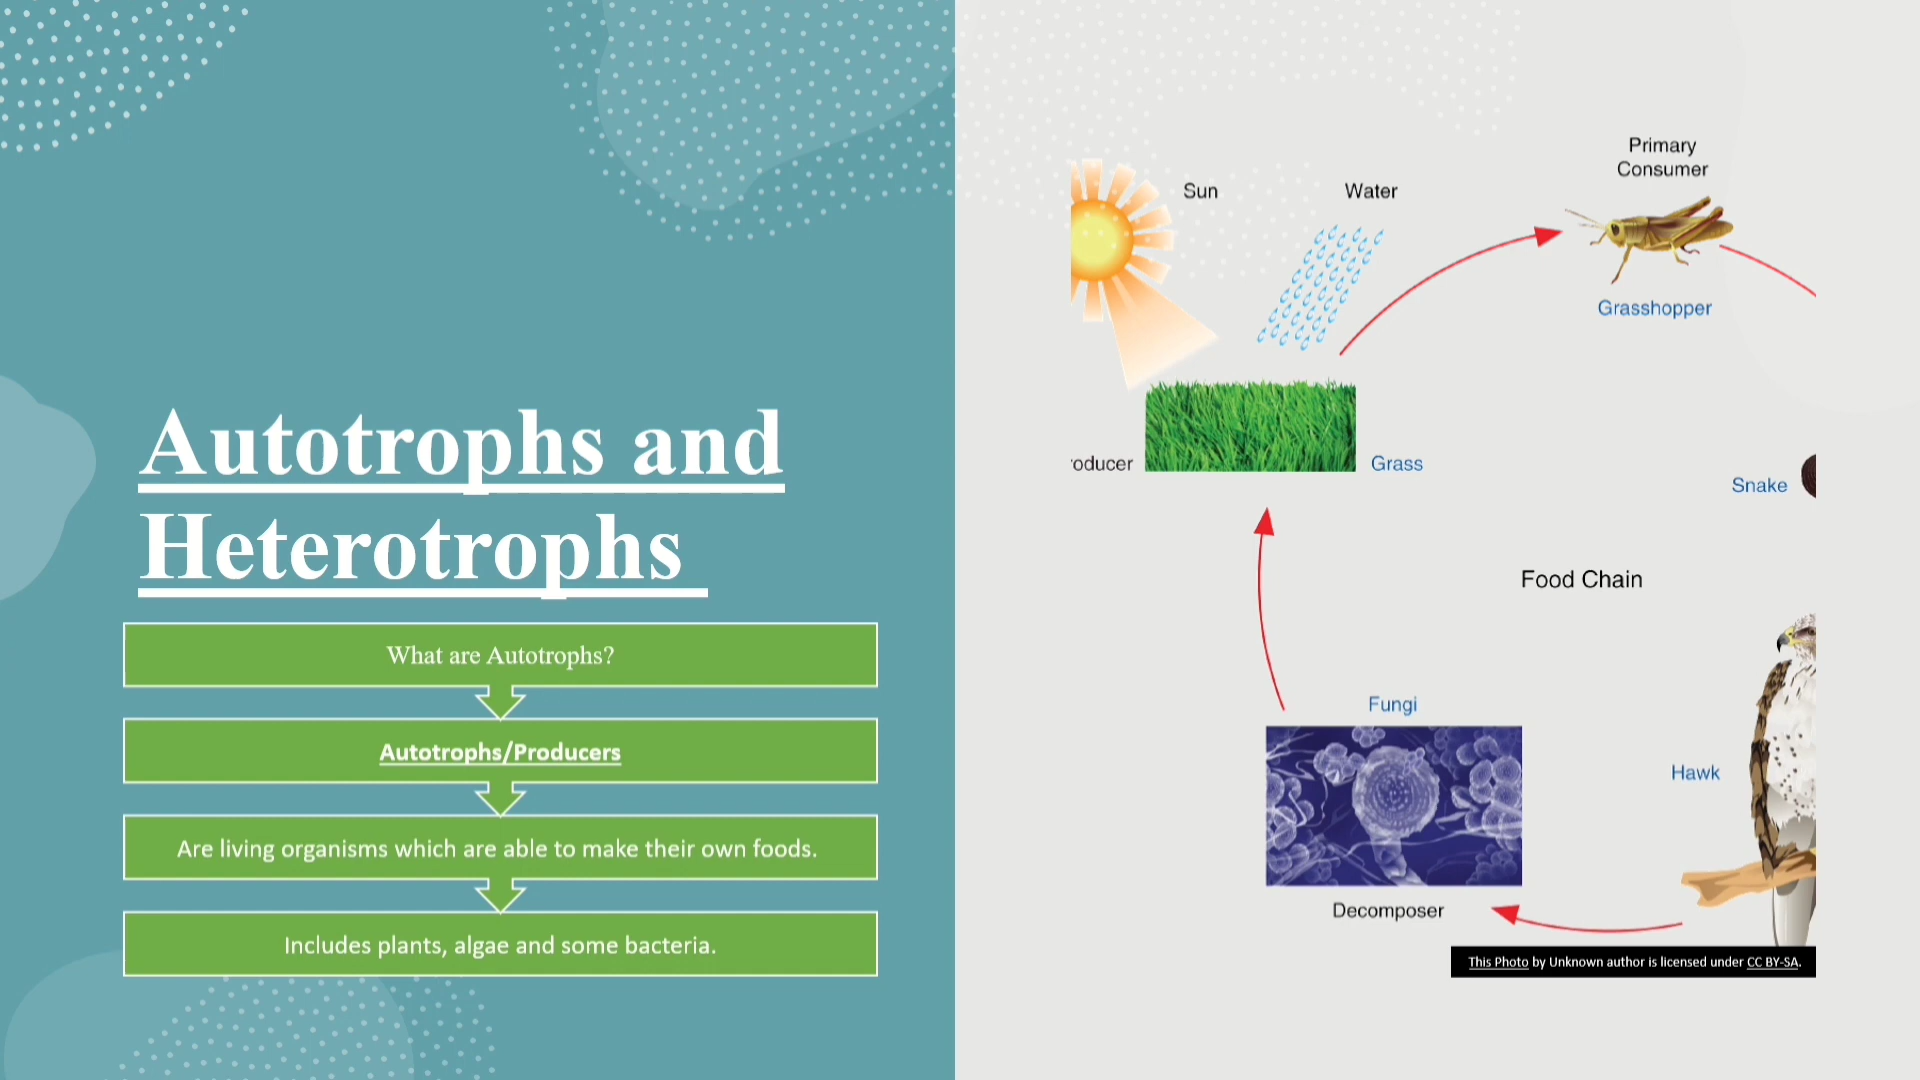 Autotrophs and
Heterotrophs
What are Autotrophs?
Autotrophs/Producers
Are living organisms which are able to make their own foods.
Includes plants, algae and some bacteria.
Sun
Water
Primary
Consumer
Grasshopper
roducer
Grass
Snake
Food Chain
Fungi
Hawk
Decomposer
This Photo by Unknown author is licensed under CC BY-SA.